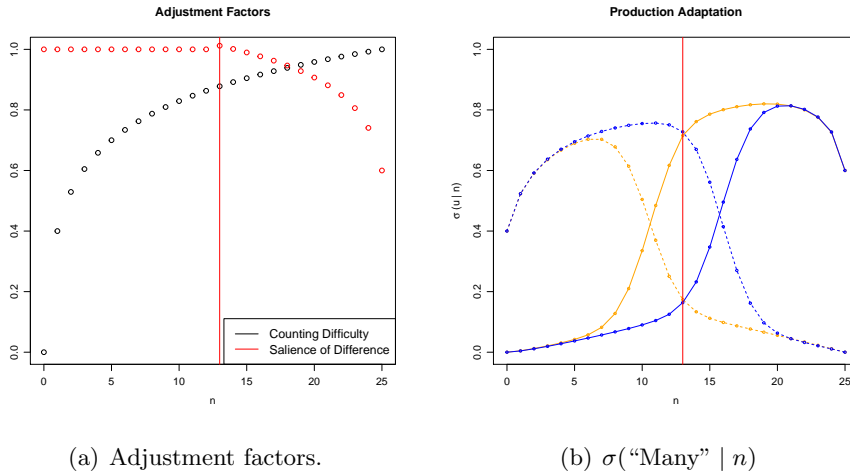 Adjustment Factors
1.0
0.8
0.6
0.4
0.2
0.0
Counting Difficulty
Salience of Difference
0 5 10 15 20 25
n
(a) Adjustment factors.
Production Adaptation
σ (u | n)
1.0
0.8
0.6
0.4
0.2
0.0
0 5 10 15 20 25
n
(b) σ(“Many” | n)